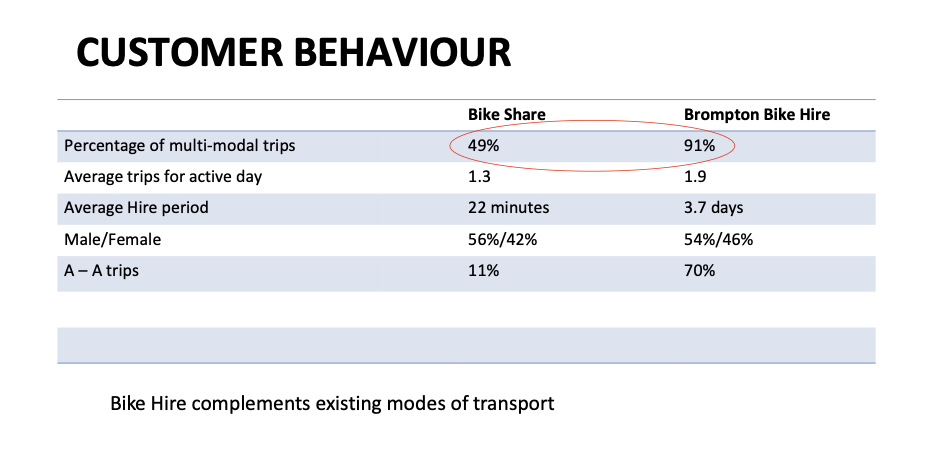 CUSTOMER BEHAVIOUR
Bike Share Brompton Bike Hire
Percentage of multi-modal trips 49% 91%
Average trips for active day 1.3 1.9
Average Hire period 22 minutes 3.7 days
Male/Female 56%/42% 54%/46%
A – A trips 11% 70%
Bike Hire complements existing modes of transport